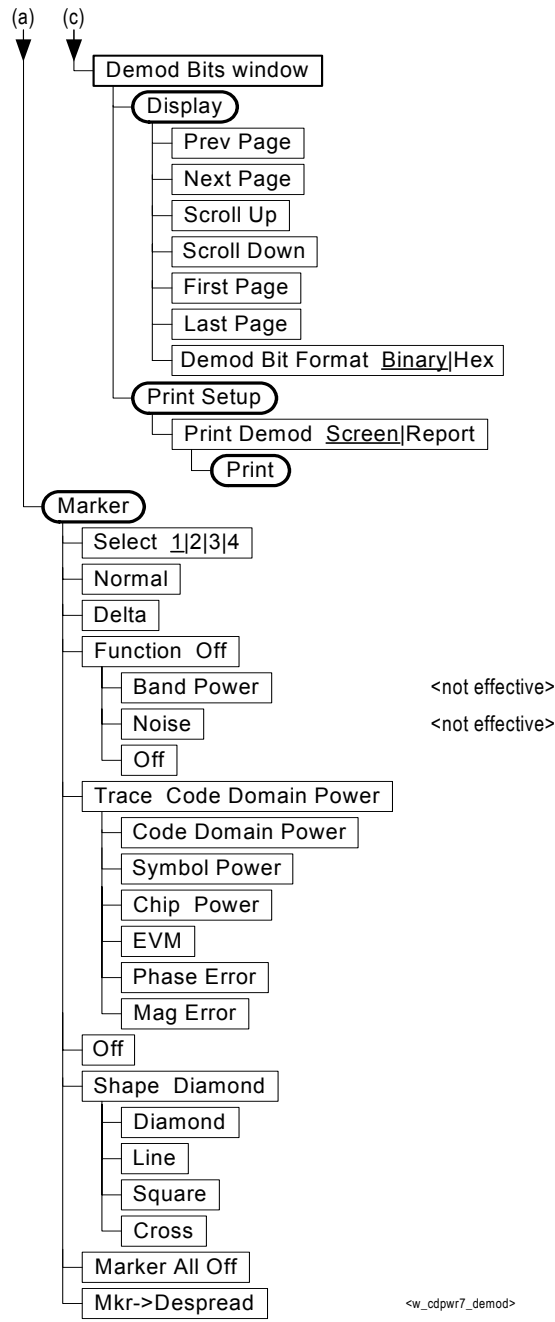 (a) (c)
Demod Bits window
Display
Prev Page
Next Page
Scroll Up
Scroll Down
First Page
Last Page
Demod Bit Format Binary|Hex
Print Setup
Print Demod Screen|Report
Print
Marker
Select 1|2|3|4
Normal
Delta
Function Off
Band Power <not effective>
Noise <not effective>
Off
Trace Code Domain Power
Code Domain Power
Symbol Power
Chip Power
EVM
Phase Error
Mag Error
Off
Shape Diamond
Diamond
Line
Square
Cross
Marker All Off
Mkr->Despread <w_cdpwr7_demod>